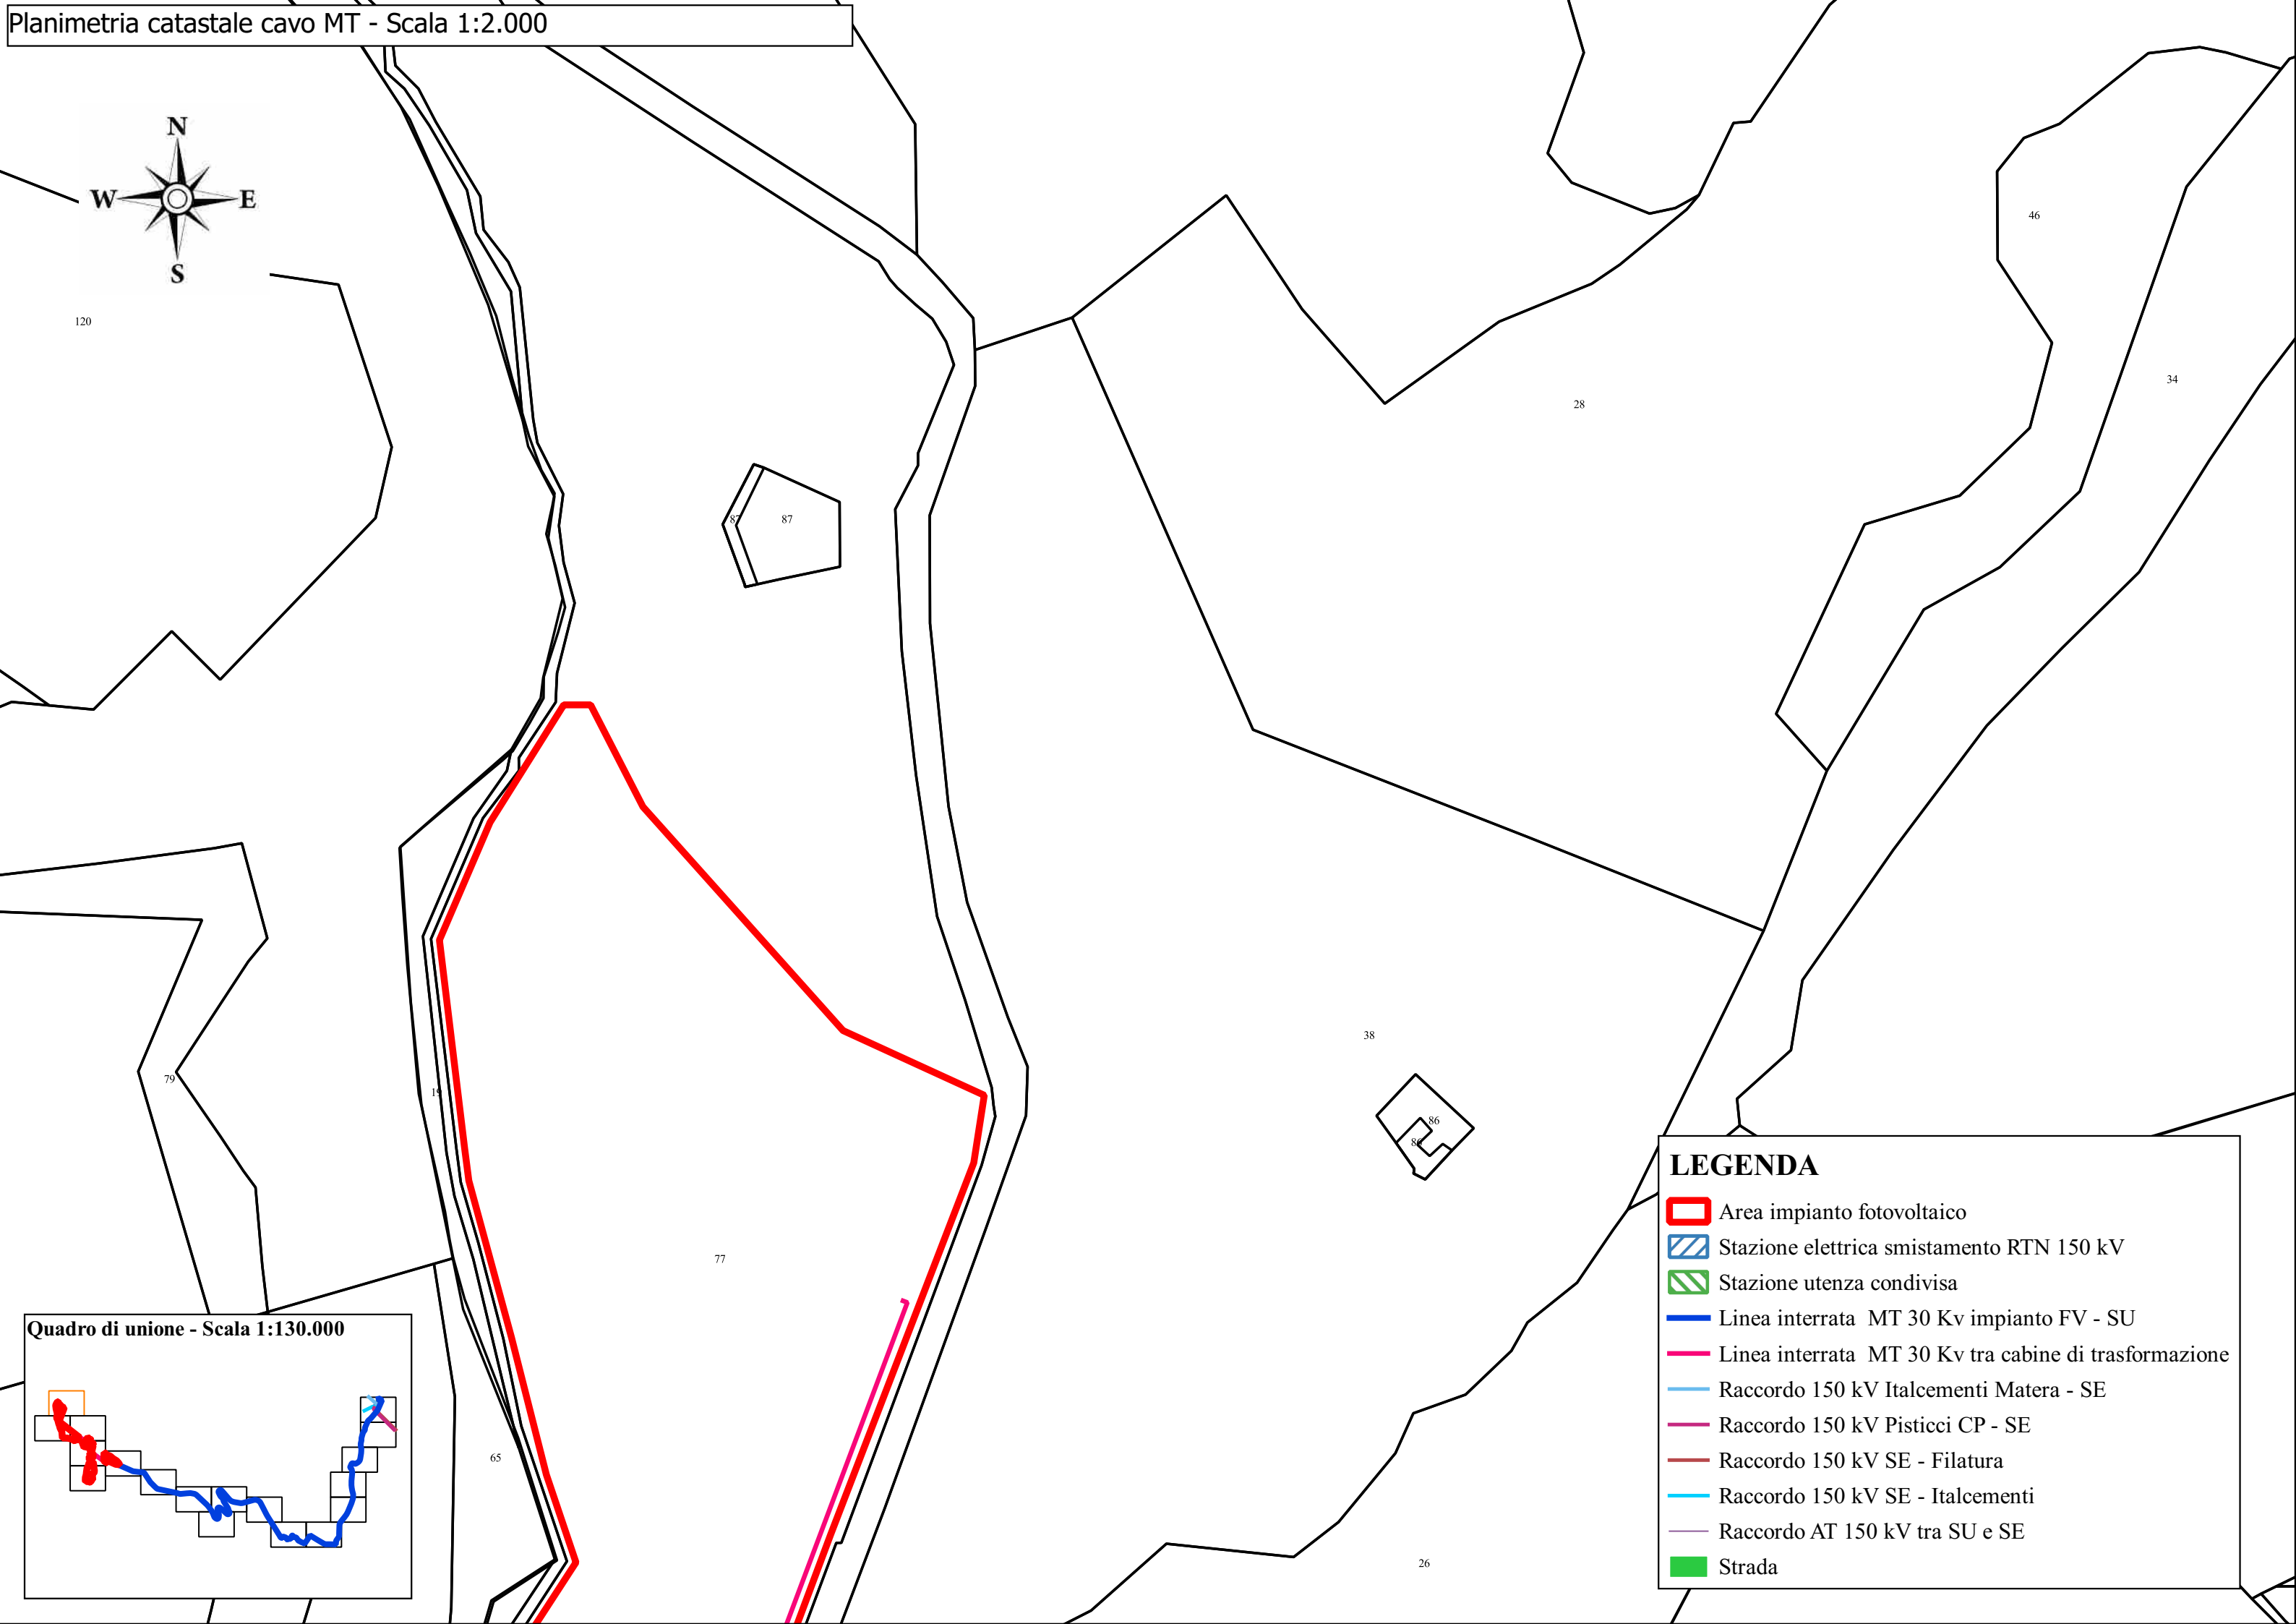 Planimetria catastale cavo MT - Scala 1:2.000
N
W E
S
46
120
34
28
87 87
38
79
19
86
86
77
65
26
LEGENDA
Area impianto fotovoltaico
Stazione elettrica smistamento RTN 150 kV
Stazione utenza condivisa
Linea interrata MT 30 Kv impianto FV - SU
Linea interrata MT 30 Kv tra cabine di trasformazione
Raccordo 150 kV Italcementi Matera - SE
Raccordo 150 kV Pisticci CP - SE
Raccordo 150 kV SE - Filatura
Raccordo 150 kV SE - Italcementi
Raccordo AT 150 kV tra SU e SE
Strada
Quadro di unione - Scala 1:130.000